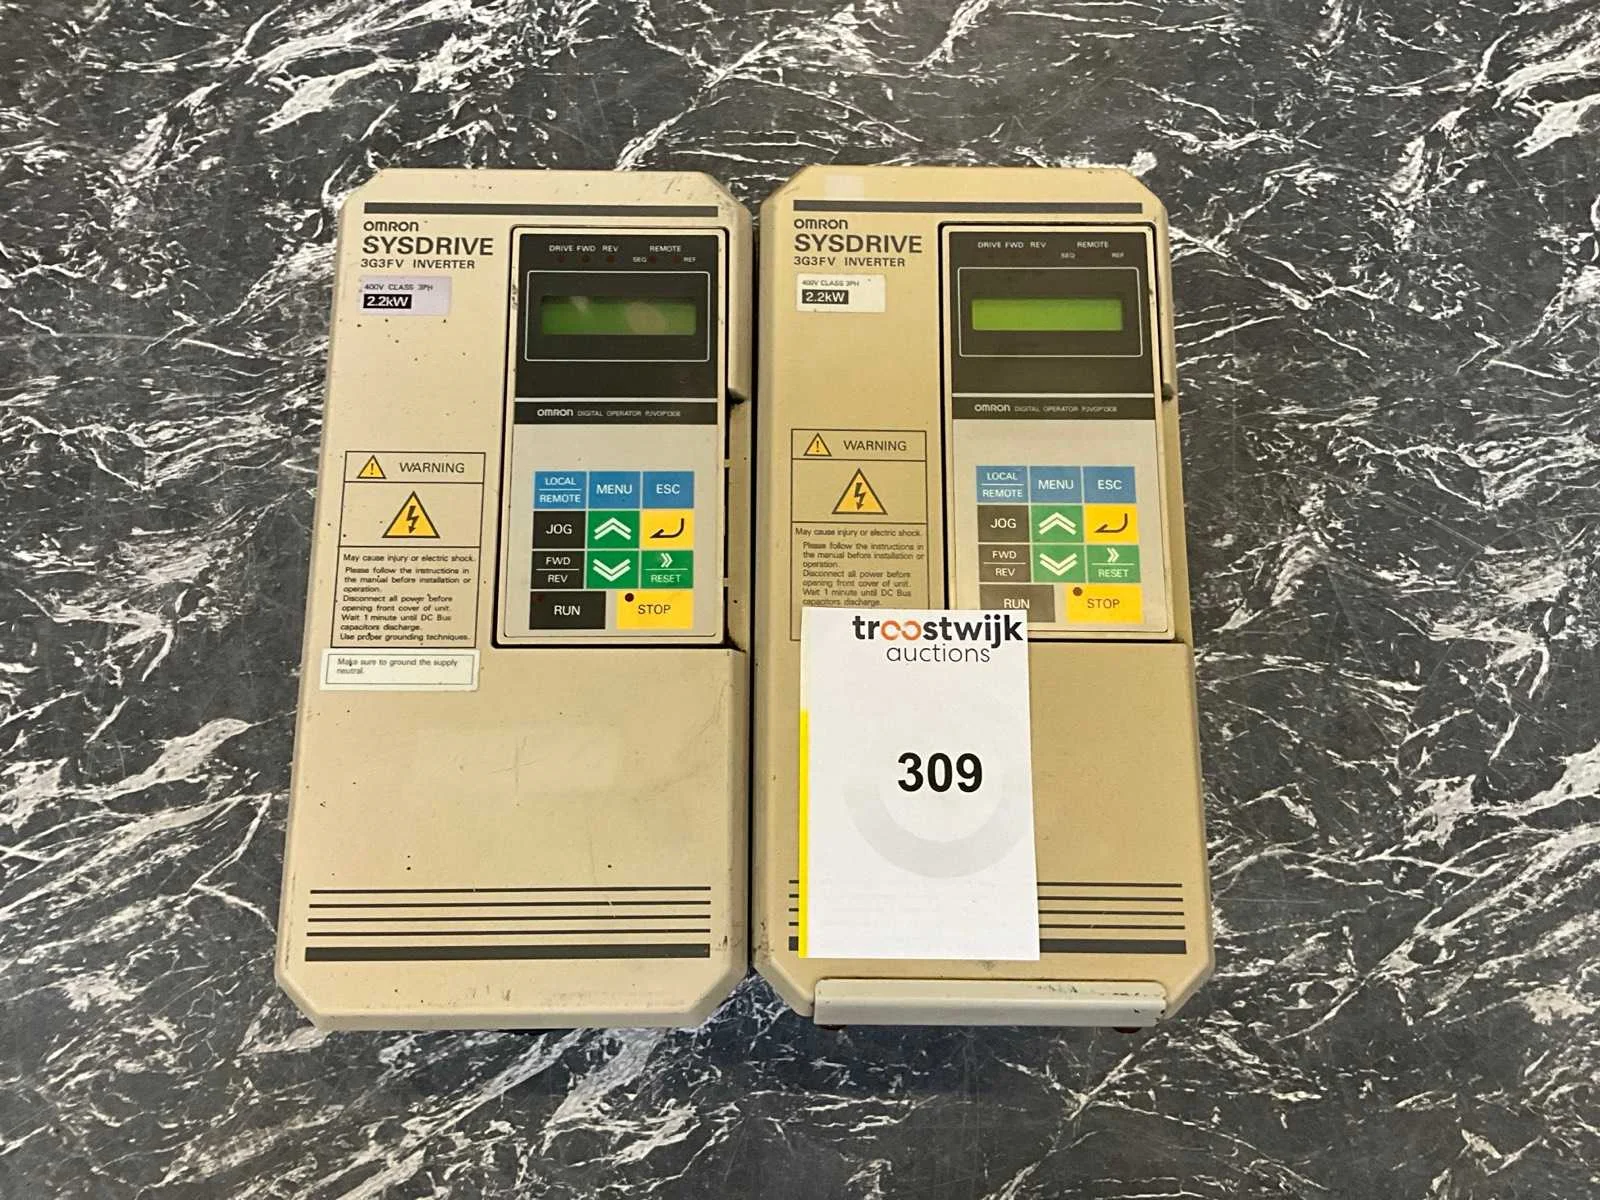 OMRON
SYSDRIVE
3G3FV INVERTER
400V CLASS 3PH
2.2kW
DRIVE FWD REV REMOTE
SEQ REF
OMRON DIGITAL OPERATOR PJVOP130E
WARNING
May cause injury or electric shock.
Please follow the instructions in
the manual before installation or
operation.
Disconnect all power before
opening front cover of unit.
Wait 1 minute until DC Bus
capacitors discharge.
Use proper grounding techniques.
Make sure to ground the supply
neutral.
LOCAL
REMOTE
MENU
ESC
JOG
FWD
REV
RESET
RUN
STOP
OMRON
SYSDRIVE
3G3FV INVERTER
400V CLASS 3PH
2.2kW
DRIVE FWD REV REMOTE
SEQ REF
OMRON DIGITAL OPERATOR PJVOP130E
WARNING
May cause injury or electric shock.
Please follow the instructions in
the manual before installation or
operation.
Disconnect all power before
opening front cover of unit.
Wait 1 minute until DC Bus
capacitors discharge.
LOCAL
REMOTE
MENU
ESC
JOG
FWD
REV
RESET
RUN
STOP
troostwijk
auctions
309